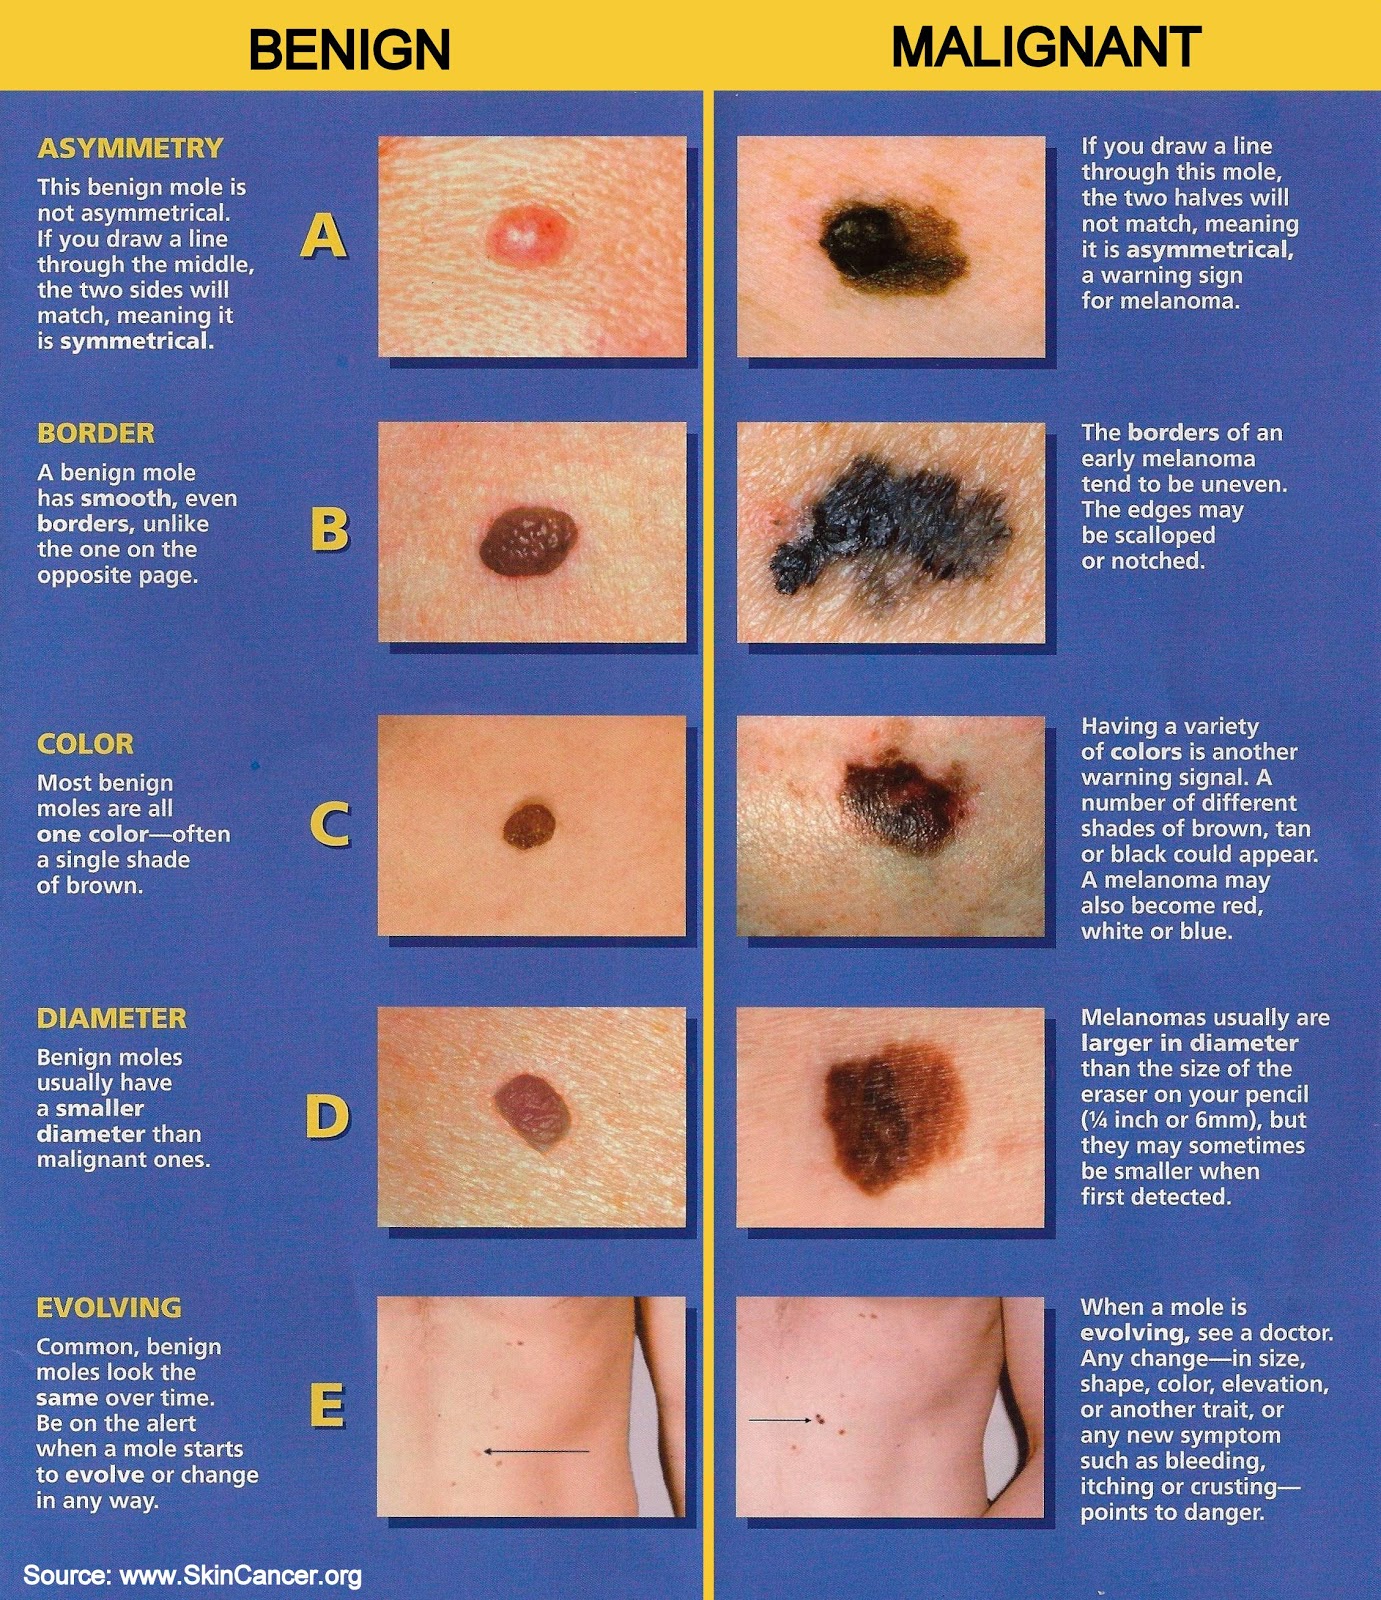 BENIGN
MALIGNANT
ASYMMETRY
This benign mole is
not asymmetrical.
If you draw a line
through the middle,
the two sides will
match, meaning it
is symmetrical.
A
If you draw a line
through this mole,
the two halves will
not match, meaning
it is asymmetrical,
a warning sign
for melanoma.
BORDER
A benign mole
has smooth, even
borders, unlike
the one on the
opposite page.
B
The borders of an
early melanoma
tend to be uneven.
The edges may
be scalloped
or notched.
COLOR
Most benign
moles are all
one color—often
a single shade
of brown.
C
Having a variety
of colors is another
warning signal. A
number of different
shades of brown, tan
or black could appear.
A melanoma may
also become red,
white or blue.
DIAMETER
Benign moles
usually have
a smaller
diameter than
malignant ones.
D
Melanomas usually are
larger in diameter
than the size of the
eraser on your pencil
(¼ inch or 6mm), but
they may sometimes
be smaller when
first detected.
EVOLVING
Common, benign
moles look the
same over time.
Be on the alert
when a mole starts
to evolve or change
in any way.
E
When a mole is
evolving, see a doctor.
Any change—in size,
shape, color, elevation,
or another trait, or
any new symptom
such as bleeding,
itching or crusting—
points to danger.
Source: www.SkinCancer.org